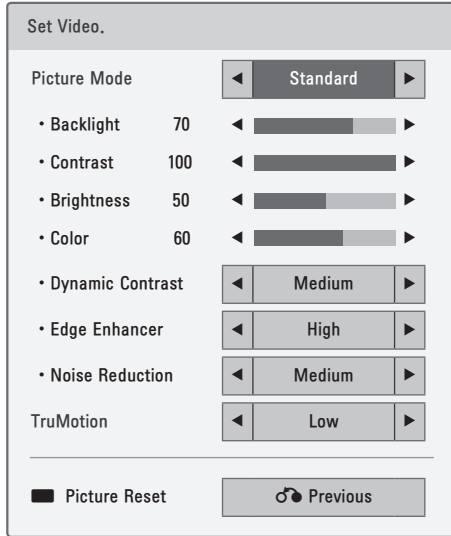 Set Video.
Picture Mode ◀ Standard ▶
• Backlight 70 ◀ ▶
• Contrast 100 ◀ ▶
• Brightness 50 ◀ ▶
• Color 60 ◀ ▶
• Dynamic Contrast ◀ Medium ▶
• Edge Enhancer ◀ High ▶
• Noise Reduction ◀ Medium ▶
TruMotion ◀ Low ▶
Picture Reset Previous